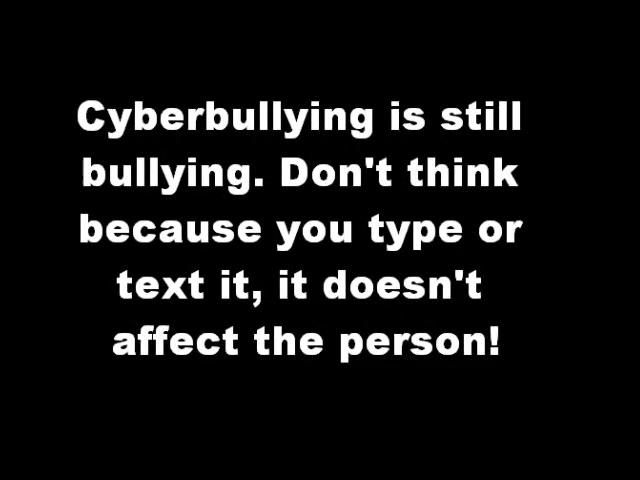 Cyberbullying is still
bullying. Don't think
because you type or
text it, it doesn't
affect the person!